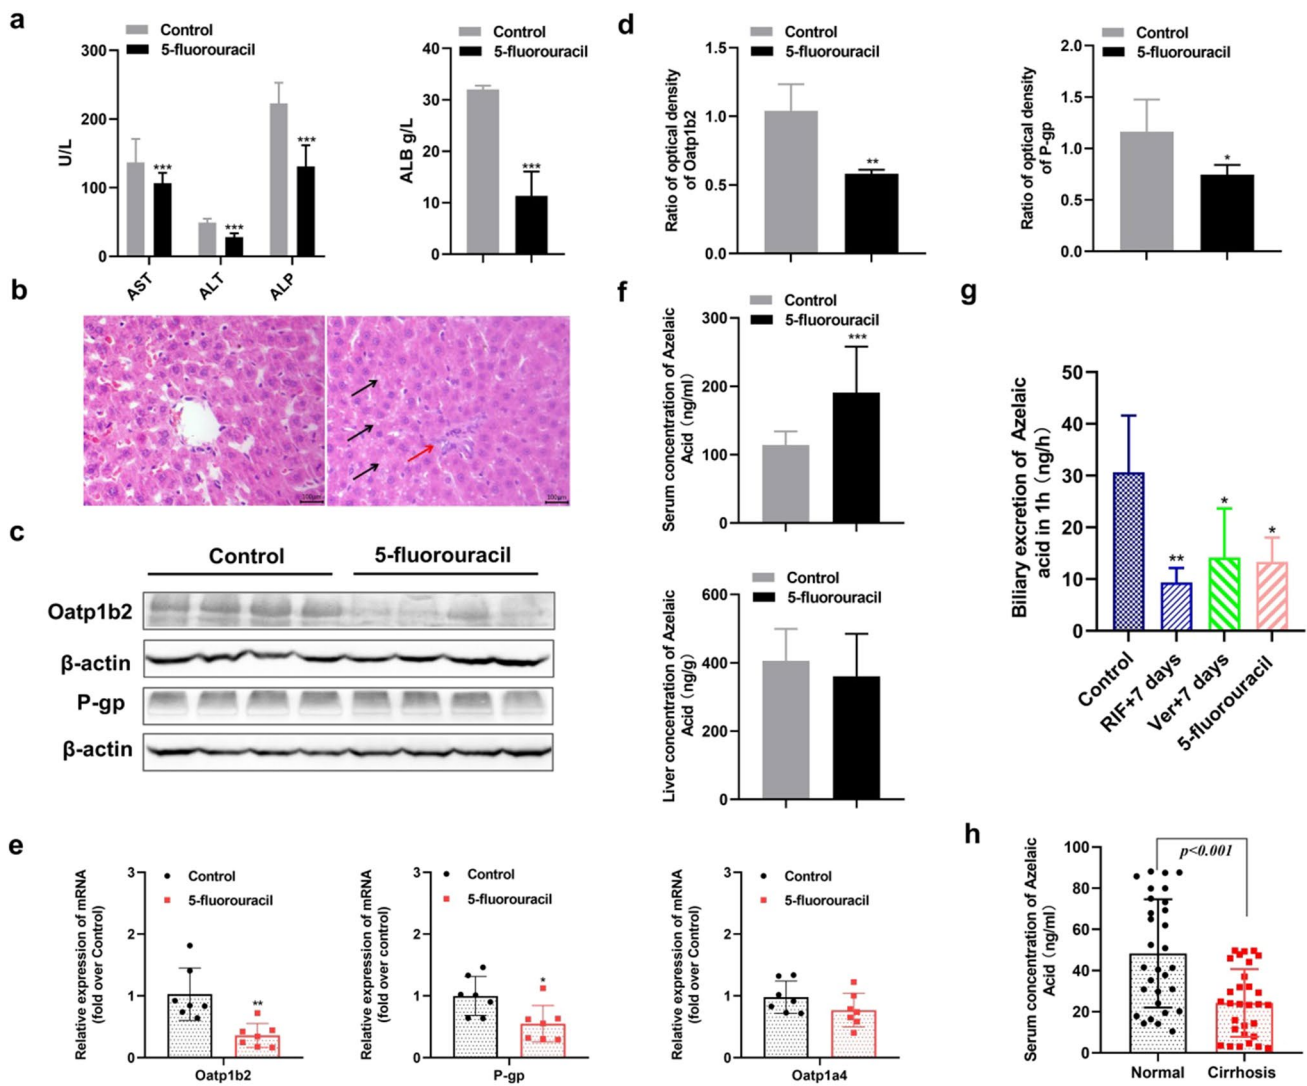 a
Control
5-fluorouracil
300
200
100
0
U/L
***
***
***
AST
ALT
ALP
Control
5-fluorouracil
40
30
20
10
0
ALB g/L
***
d
Control
5-fluorouracil
1.5
1.0
0.5
0.0
Ratio of optical density
of Oatp1b2
**
Control
5-fluorouracil
2.0
1.5
1.0
0.5
0.0
Ratio of optical density
of P-gp
*
b
100μm
100μm
f
Control
5-fluorouracil
300
200
100
0
Serum concentration of Azelaic
Acid (ng/ml)
***
Control
5-fluorouracil
600
400
200
0
Liver concentration of Azelaic
Acid (ng/g)
g
50
40
30
20
10
0
Biliary excretion of Azelaic
acid in 1h (ng/h)
**
*
*
Control
RIF+7 days
Ver+7 days
5-fluorouracil
c
Control
5-fluorouracil
Oatp1b2
β-actin
P-gp
β-actin
e
3
2
1
0
Relative expression of mRNA
(fold over Control)
Control
5-fluorouracil
**
Oatp1b2
3
2
1
0
Relative expression of mRNA
(fold over control)
Control
5-fluorouracil
*
P-gp
3
2
1
0
Relative expression of mRNA
(fold over Control)
Control
5-fluorouracil
Oatp1a4
h
100
80
60
40
20
0
Serum concentration of Azelaic
Acid (ng/ml)
p<0.001
Normal
Cirrhosis